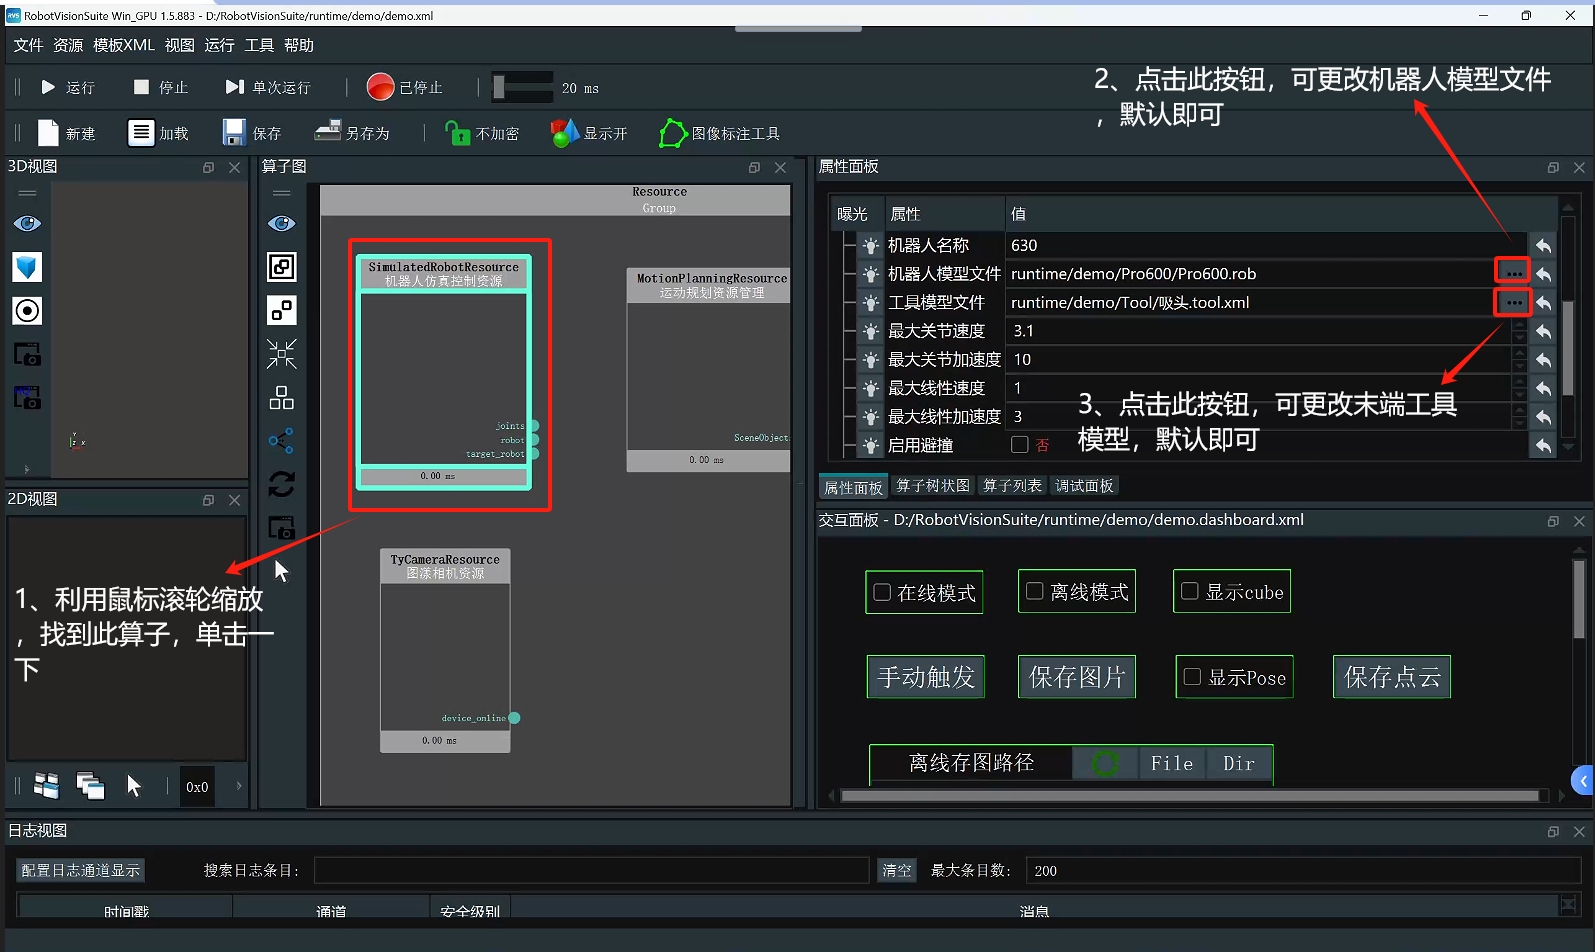 RobotVisionSuite Win_GPU 1.5.883 - D:/RobotVisionSuite/runtime/demo/demo.xml
文件 资源 模板XML 视图 运行 工具 帮助
运行 停止 单次运行 已停止 20 ms
2、点击此按钮，可更改机器人模型文件
，默认即可
新建 加载 保存 另存为 不加密 显示开 图像标注工具
3D视图
算子图
属性面板
Resource
Group
SimulatedRobotResource
机器人仿真控制资源
joints
robot
target_robot
0.00 ms
MotionPlanningResource
运动规划资源管理
SceneObject
0.00 ms
曝光 属性 值
机器人名称 630
机器人模型文件 runtime/demo/Pro600/Pro600.rob
工具模型文件 runtime/demo/Tool/吸头.tool.xml
最大关节速度 3.1
最大关节加速度 10
最大线性速度 1
最大线性加速度 3
启用避撞 否
3、点击此按钮，可更改末端工具
模型，默认即可
属性面板 算子树状图 算子列表 调试面板
2D视图
1、利用鼠标滚轮缩放
，找到此算子，单击一
下
0x0
TyCameraResource
图漾相机资源
device_online
0.00 ms
交互面板 - D:/RobotVisionSuite/runtime/demo/demo.dashboard.xml
在线模式 离线模式 显示cube
手动触发 保存图片 显示Pose 保存点云
离线存图路径 File Dir
日志视图
配置日志通道显示 搜索日志条目: 清空 最大条目数: 200
时间戳 通道 安全级别 消息